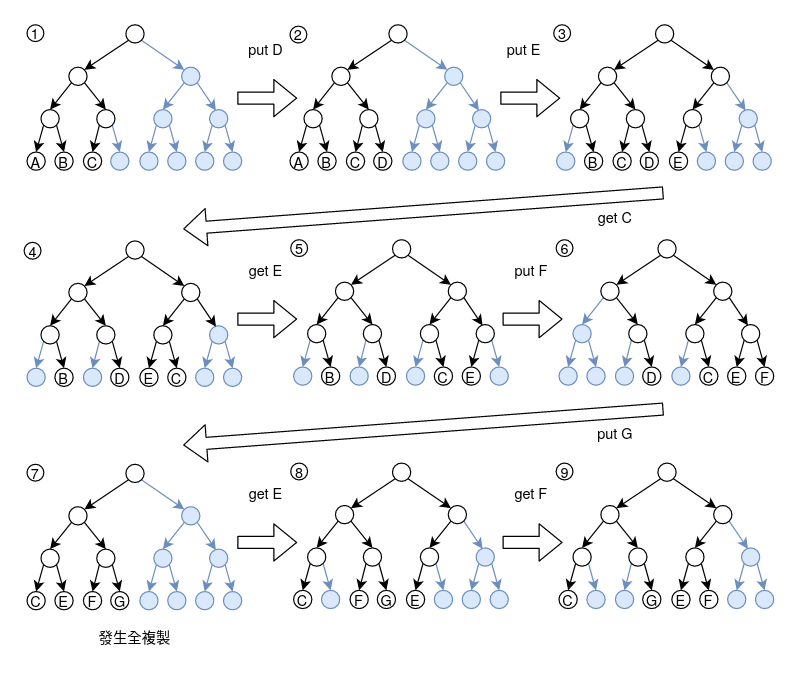 ① put D ② put E ③
A B C A B C D B C D E
get C
④ get E ⑤ put F ⑥
B D E C B D C E D C E F
put G
⑦ get E ⑧ get F ⑨
C E F G C F G E C G E F
發生全複製